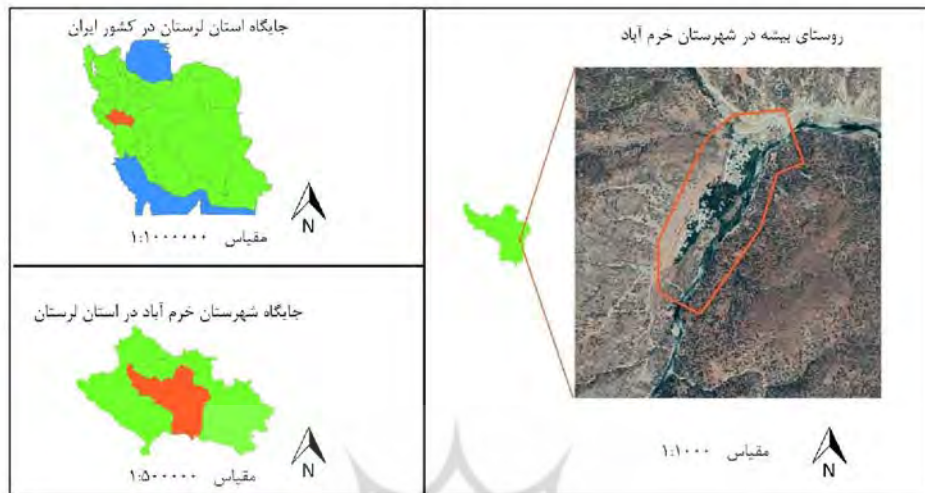 جایگاه استان لرستان در کشور ایران
N
مقیاس ۱:۱۰۰۰۰۰۰
جایگاه شهرستان خرم آباد در استان لرستان
N
مقیاس ۱:۵۰۰۰۰۰
روستای بیشه در شهرستان خرم آباد
N
مقیاس ۱:۱۰۰۰